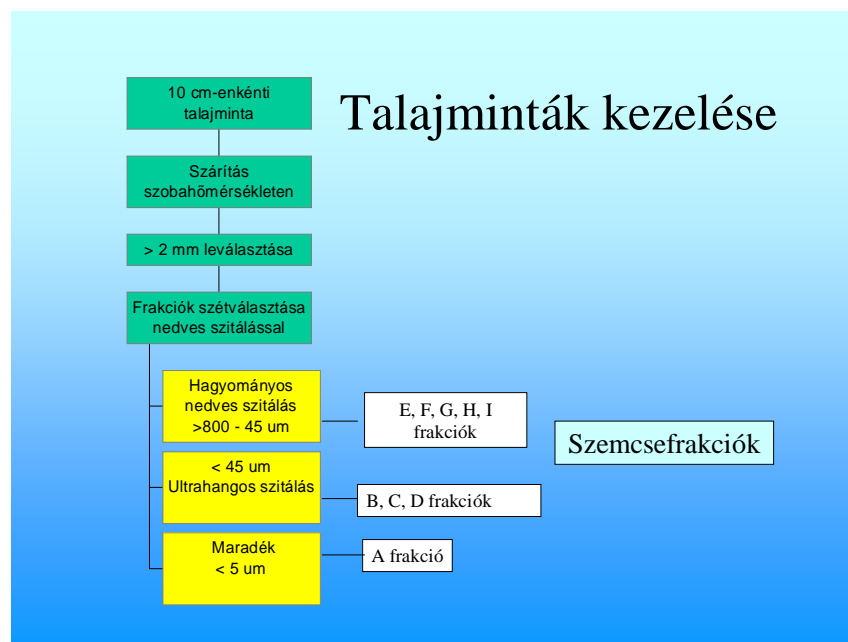 Talajminták kezelése
10 cm-enkénti
talajminta
Szárítás
szobahõmérsékleten
> 2 mm leválasztása
Frakciók szétválasztása
nedves szitálással
Hagyományos
nedves szitálás
>800 - 45 um
E, F, G, H, I
frakciók
Szemcsefrakciók
< 45 um
Ultrahangos szitálás
B, C, D frakciók
Maradék
< 5 um
A frakció